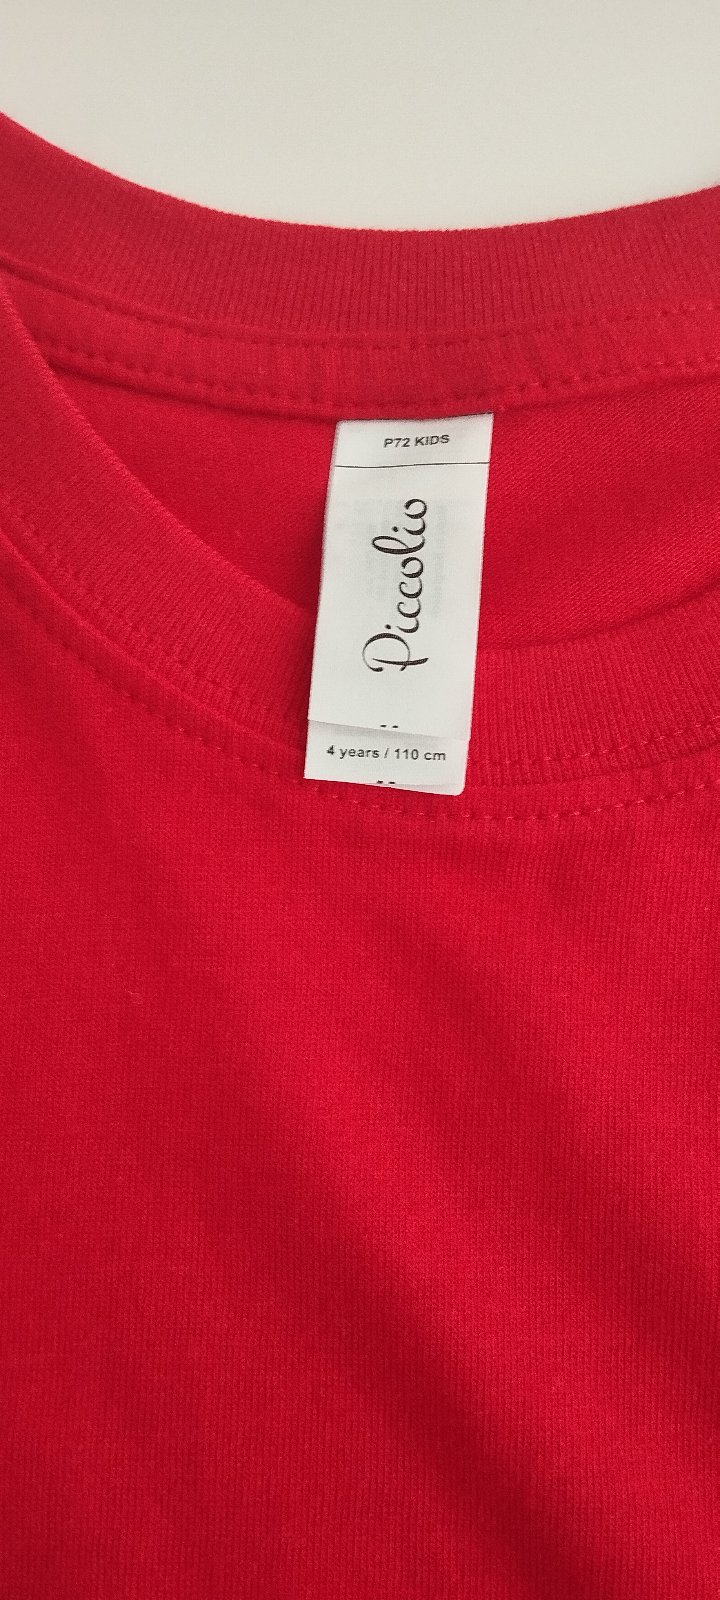 P72 KIDS
Piccolio
4 years / 110 cm